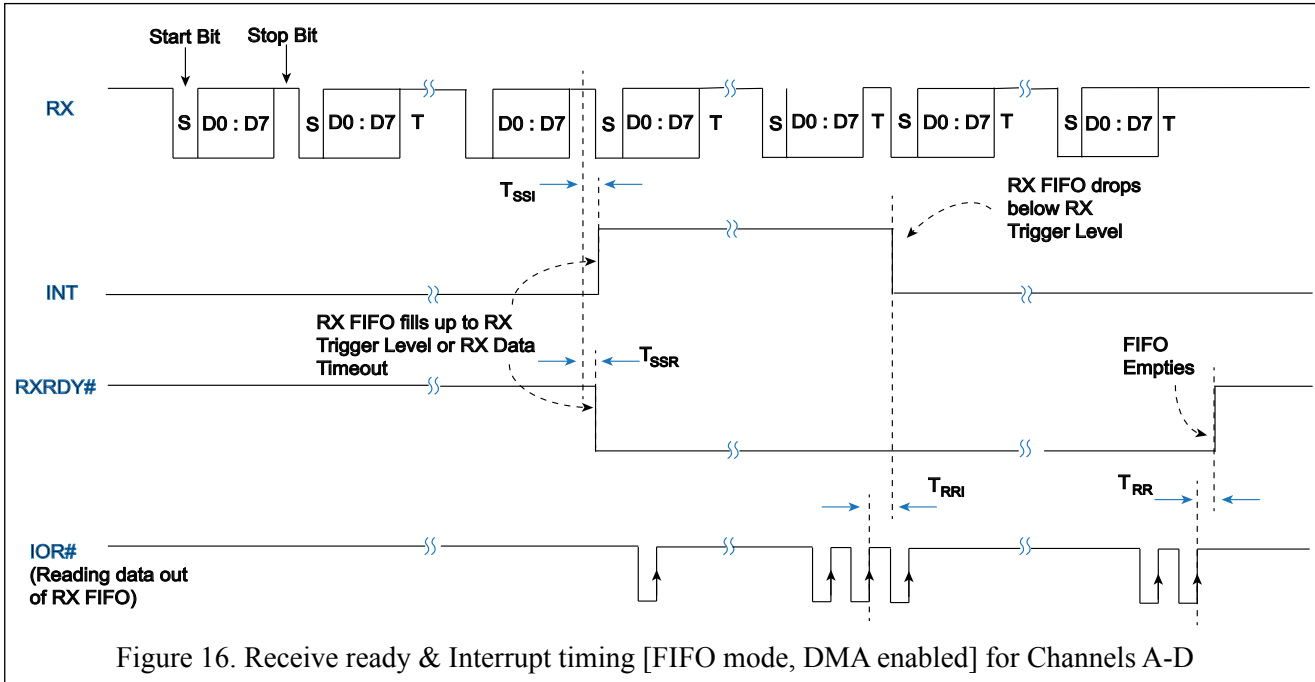 Start Bit Stop Bit
RX
S D0 : D7 S D0 : D7 T D0 : D7 S D0 : D7 T S D0 : D7 T S D0 : D7 T S D0 : D7 T
TSSI
RX FIFO drops
below RX
Trigger Level
INT
RX FIFO fills up to RX
Trigger Level or RX Data
Timeout
TSSR
FIFO
Empties
RXRDY#
TRRI
TRR
IOR#
(Reading data out
of RX FIFO)
Figure 16. Receive ready & Interrupt timing [FIFO mode, DMA enabled] for Channels A-D